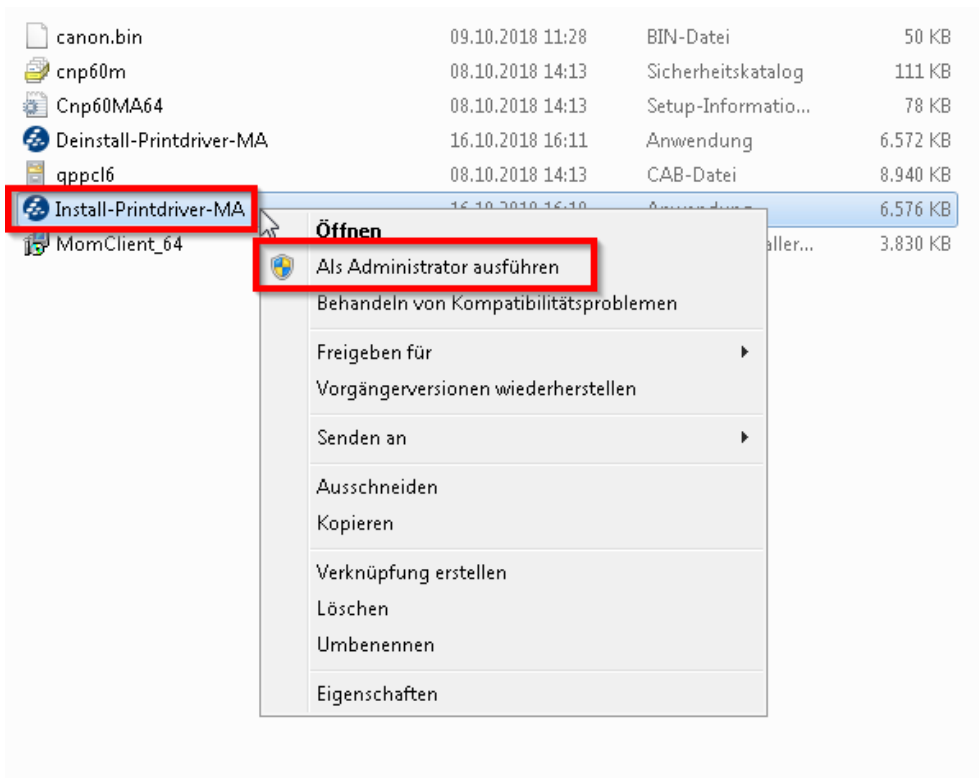 canon.bin 09.10.2018 11:28 BIN-Datei 50 KB
cnp60m 08.10.2018 14:13 Sicherheitskatalog 111 KB
Cnp60MA64 08.10.2018 14:13 Setup-Informatio... 78 KB
Deinstall-Printdriver-MA 16.10.2018 16:11 Anwendung 6.572 KB
gppcl6 08.10.2018 14:13 CAB-Datei 8.940 KB
Install-Printdriver-MA 6.576 KB
MomClient_64 aller... 3.830 KB
Öffnen
Als Administrator ausführen
Behandeln von Kompatibilitätsproblemen
Freigeben für
Vorgängerversionen wiederherstellen
Senden an
Ausschneiden
Kopieren
Verknüpfung erstellen
Löschen
Umbenennen
Eigenschaften